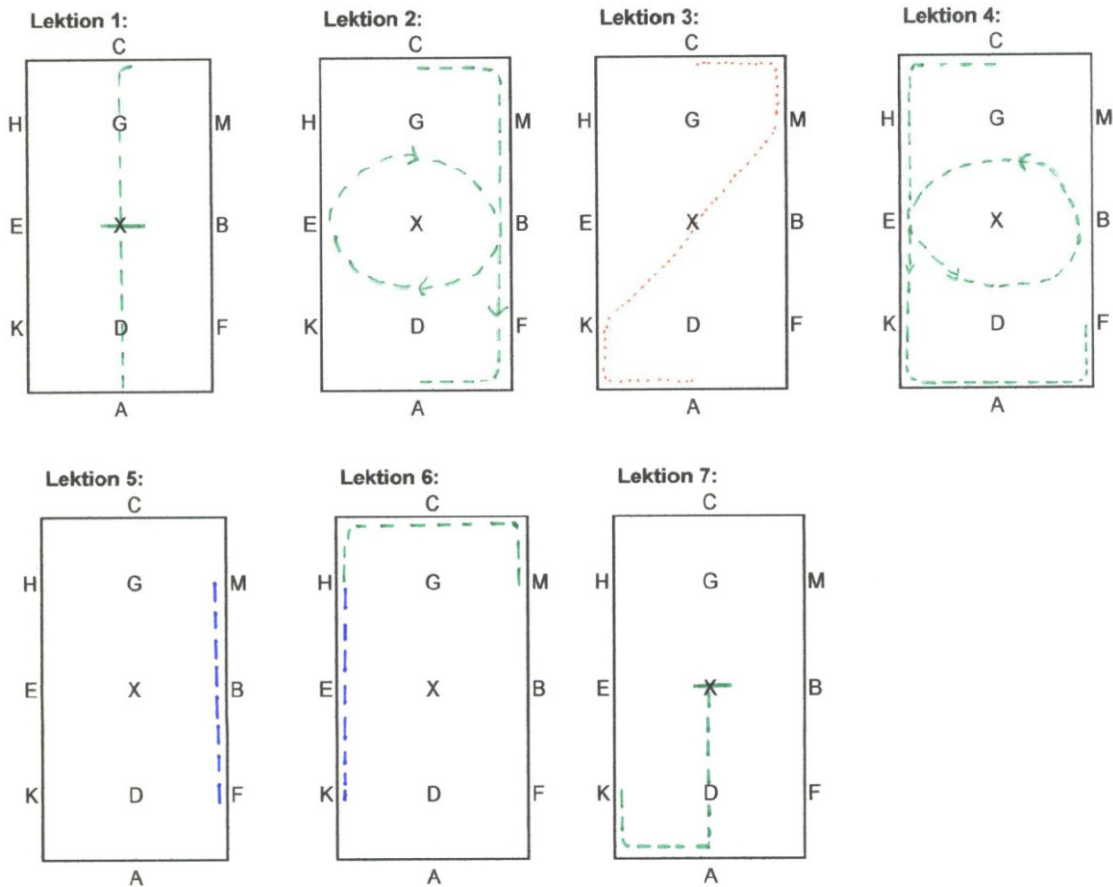 Lektion 1: Lektion 2: Lektion 3: Lektion 4:
C C C C
H G M H G M H G M H G M
E X B E X B E X B E X B
K D F K D F K D F K D F
A A A A
Lektion 5: Lektion 6: Lektion 7:
C C C
H G M H G M H G M
E X B E X B E X B
K D F K D F K D F
A A A